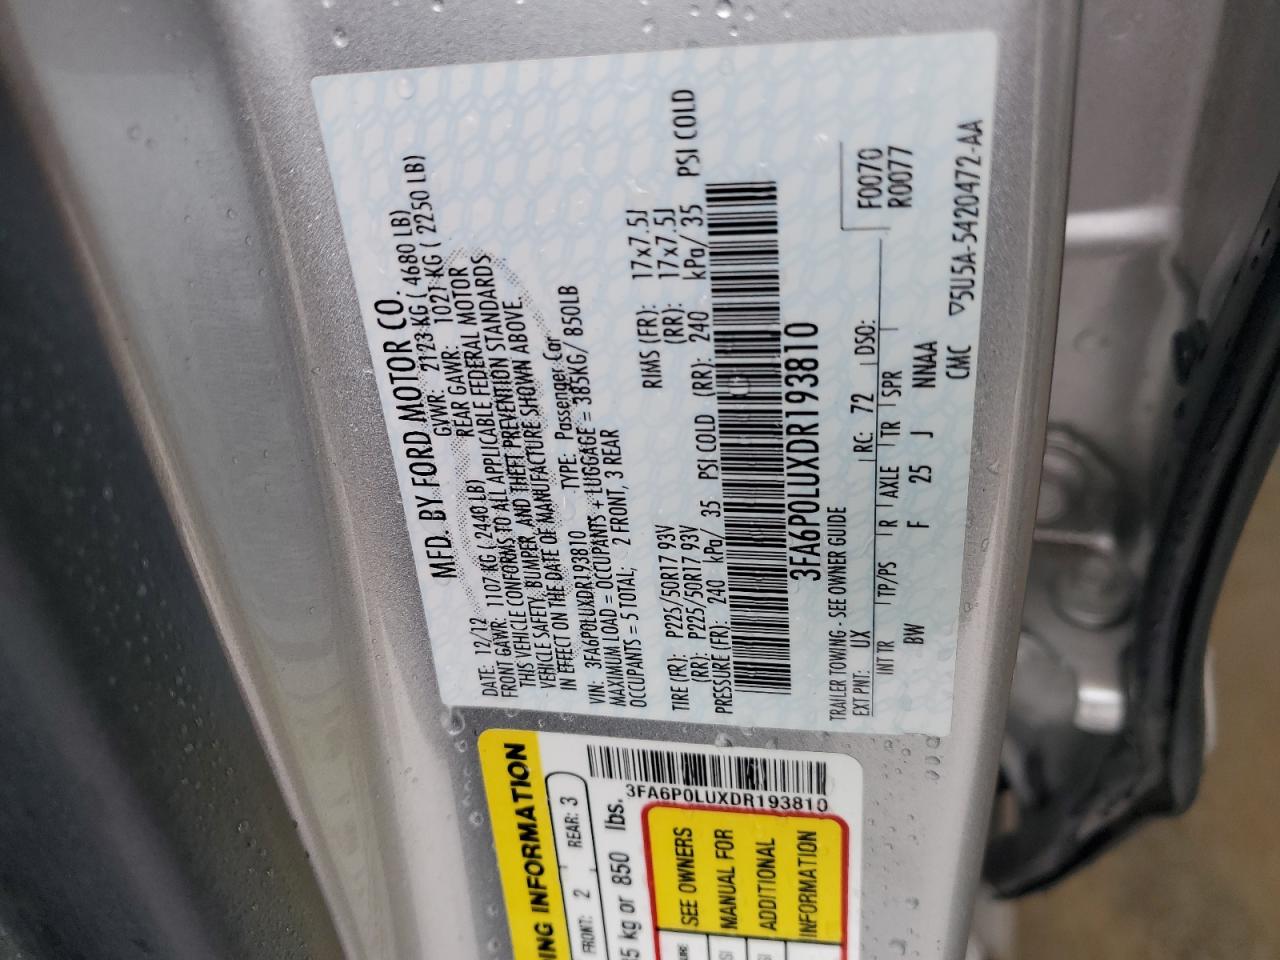 MFD. BY FORD MOTOR CO.
DATE: 12/12 GVWR: 2123 KG ( 4680 LB)
FRONT GAWR: 1107 KG ( 2440 LB) REAR GAWR: 1021 KG ( 2250 LB)
THIS VEHICLE CONFORMS TO ALL APPLICABLE FEDERAL MOTOR
VEHICLE SAFETY, BUMPER, AND THEFT PREVENTION STANDARDS
IN EFFECT ON THE DATE OF MANUFACTURE SHOWN ABOVE.
VIN: 3FA6P0LUXDR193810 TYPE: Passenger Car
MAXIMUM LOAD = OCCUPANTS + LUGGAGE = 385KG/ 850LB
OCCUPANTS = 5 TOTAL; 2 FRONT, 3 REAR
TIRE (FR): P225/50R17 93V RIMS (FR): 17x7.5J
(RR): P225/50R17 93V (RR): 17x7.5J
PRESSURE (FR): 240 kPa/ 35 PSI COLD (RR): 240 kPa/ 35 PSI COLD
3FA6P0LUXDR193810
TRAILER TOWING - SEE OWNER GUIDE
F0070
R0077
EXT PNT: UX RC: 72 DSO:
INT TR TP/PS R AXLE TR SPR
BW F 25 J NNAA
CMC ▽5U5A-5420472-AA
ING INFORMATION
FRONT: 2 REAR: 3
5 kg or 850 lbs.
3FA6P0LUXDR193810
SEE OWNERS
MANUAL FOR
ADDITIONAL
INFORMATION